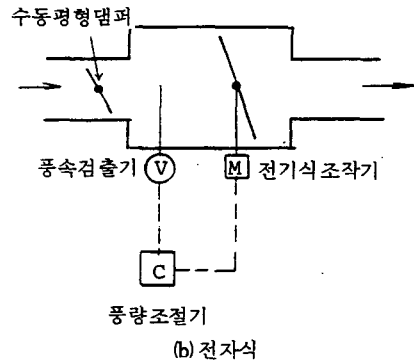 수동평형댐퍼
풍속검출기
V
M
전기식조작기
C
풍량조절기
(b) 전자식